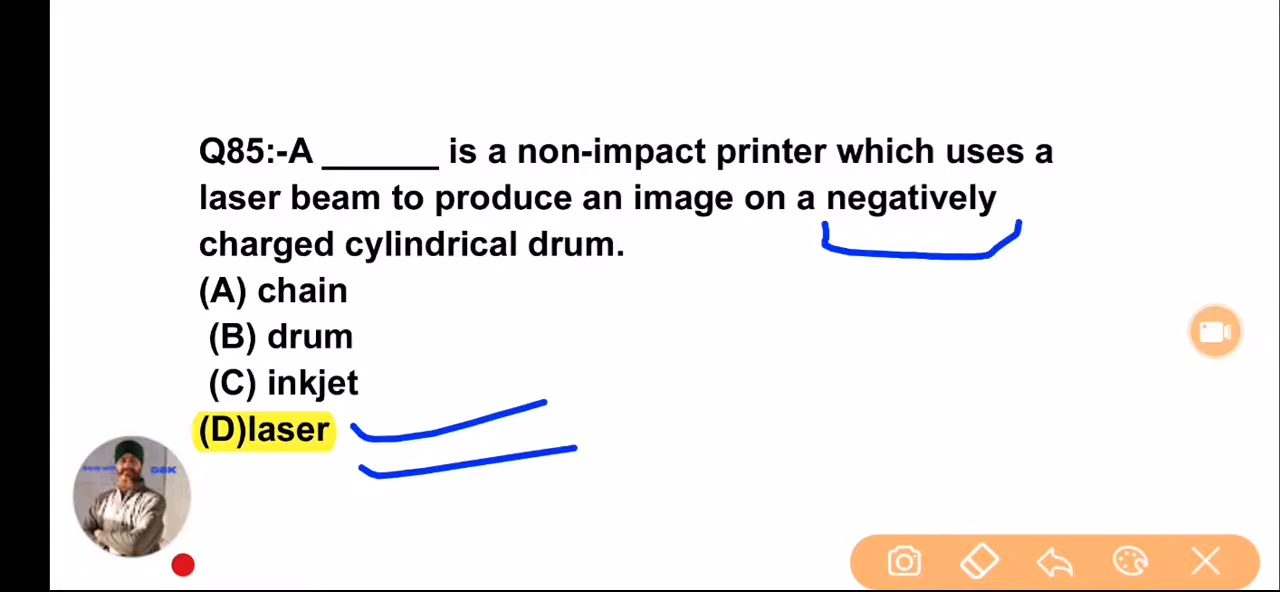 Q85:-A ______ is a non-impact printer which uses a
laser beam to produce an image on a negatively
charged cylindrical drum.
(A) chain
(B) drum
(C) inkjet
(D)laser
DBK